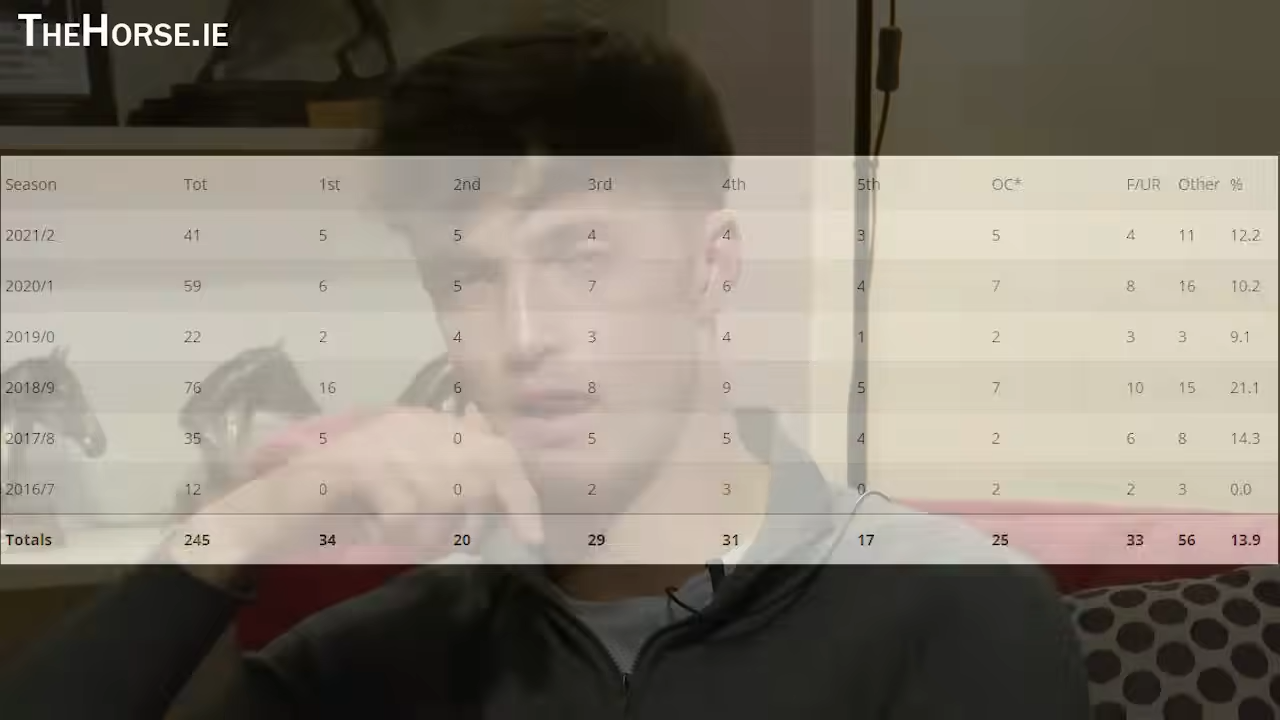 THEHORSE.IE
Season Tot 1st 2nd 3rd 4th 5th OC* F/UR Other %
2021/2 41 5 5 4 4 3 5 4 11 12.2
2020/1 59 6 5 7 6 4 7 8 16 10.2
2019/0 22 2 4 3 4 1 2 3 3 9.1
2018/9 76 16 6 8 9 5 7 10 15 21.1
2017/8 35 5 0 5 5 4 2 6 8 14.3
2016/7 12 0 0 2 3 0 2 2 3 0.0
Totals 245 34 20 29 31 17 25 33 56 13.9